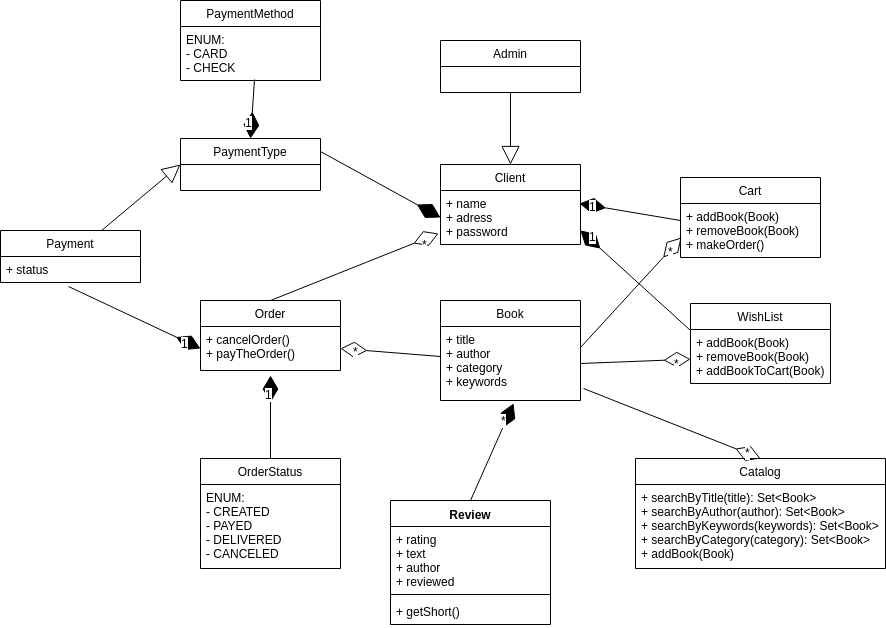 PaymentMethod
ENUM:
- CARD
- CHECK
1
PaymentType
Admin
Client
+ name
+ adress
+ password
1
1
*
Cart
+ addBook(Book)
+ removeBook(Book)
+ makeOrder()
*
Payment
+ status
1
Order
+ cancelOrder()
+ payTheOrder()
*
1
Book
+ title
+ author
+ category
+ keywords
*
WishList
+ addBook(Book)
+ removeBook(Book)
+ addBookToCart(Book)
*
OrderStatus
ENUM:
- CREATED
- PAYED
- DELIVERED
- CANCELED
Review
+ rating
+ text
+ author
+ reviewed
+ getShort()
*
Catalog
+ searchByTitle(title): Set<Book>
+ searchByAuthor(author): Set<Book>
+ searchByKeywords(keywords): Set<Book>
+ searchByCategory(category): Set<Book>
+ addBook(Book)